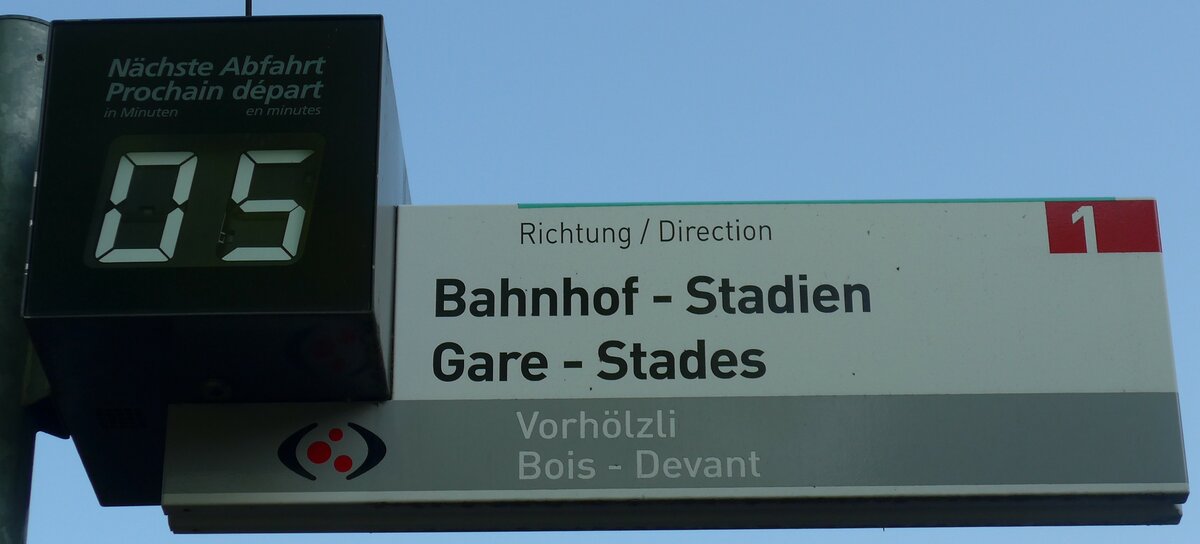 Nächste Abfahrt
Prochain départ
in Minuten en minutes
05
Richtung / Direction
1
Bahnhof - Stadien
Gare - Stades
Vorhölzli
Bois - Devant